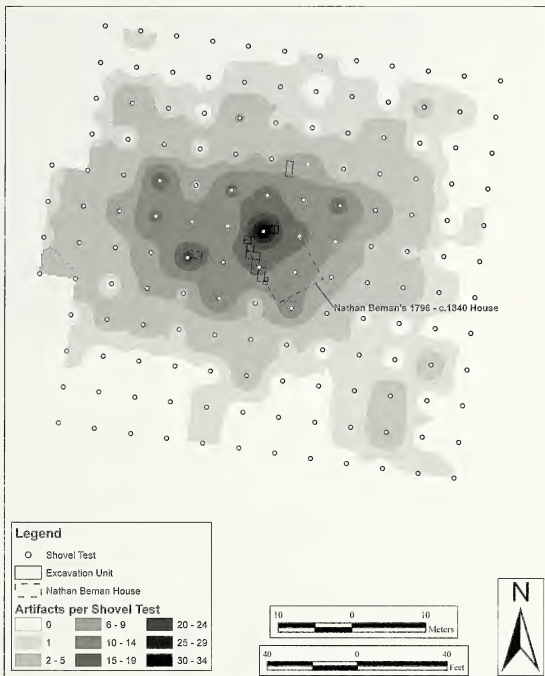 Nathan Beman's 1796 - c.1840 House
Legend
Shovel Test
Excavation Unit
Nathan Beman House
Artifacts per Shovel Test
0 6 - 9 20 - 24
1 10 - 14 25 - 29
2 - 5 15 - 19 30 - 34
10 0 10
Meters
40 0 40
Feet
N